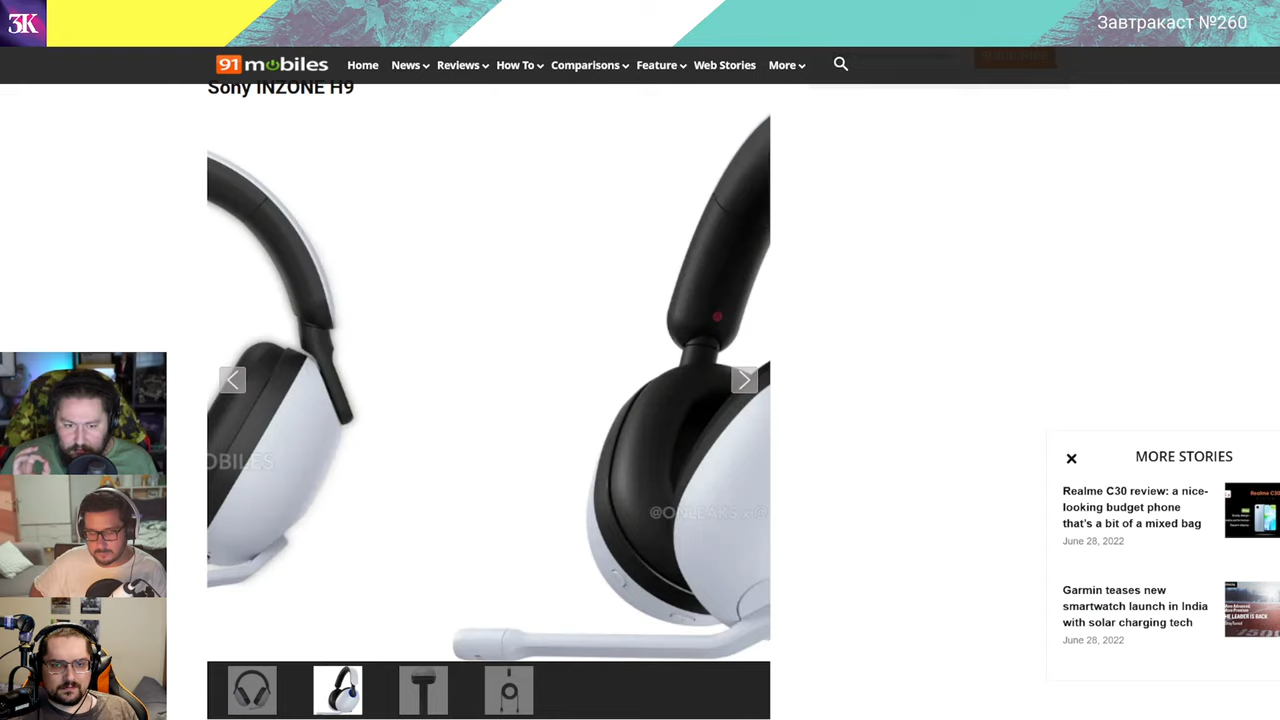 ЗК
Завтракаст №260
91mobiles
Home
News
Reviews
How To
Comparisons
Feature
Web Stories
More
Sony INZONE H9
OBILES
@ONLEAKS x @
MORE STORIES
Realme C30 review: a nice-
looking budget phone
that's a bit of a mixed bag
June 28, 2022
Garmin teases new
smartwatch launch in India
with solar charging tech
June 28, 2022